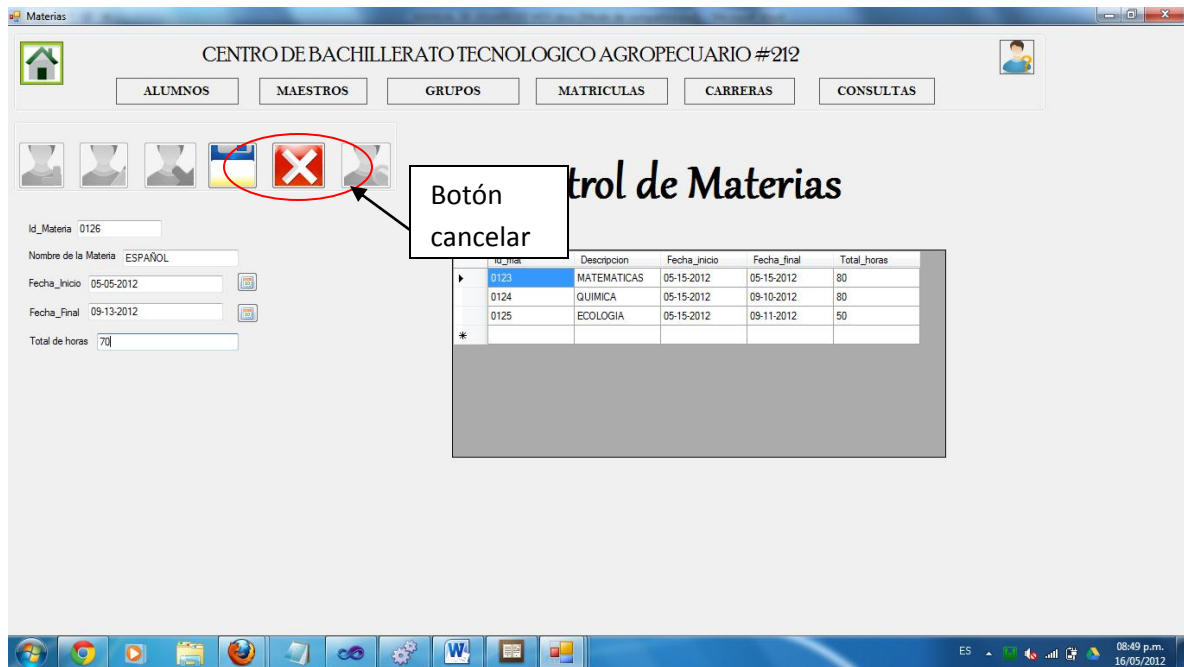 Materias
CENTRO DE BACHILLERATO TECNOLOGICO AGROPECUARIO #212
ALUMNOS MAESTROS GRUPOS MATRICULAS CARRERAS CONSULTAS
Botón
cancelar
trol de Materias
Id_Materia 0126
Nombre de la Materia ESPAÑOL
Fecha_Inicio 05-05-2012
Fecha_Final 09-13-2012
Total de horas 70
Id_mat Descripcion Fecha_inicio Fecha_final Total_horas
0123 MATEMATICAS 05-15-2012 05-15-2012 80
0124 QUIMICA 05-15-2012 09-10-2012 80
0125 ECOLOGIA 05-15-2012 09-11-2012 50
ES
08:49 p.m.
16/05/2012